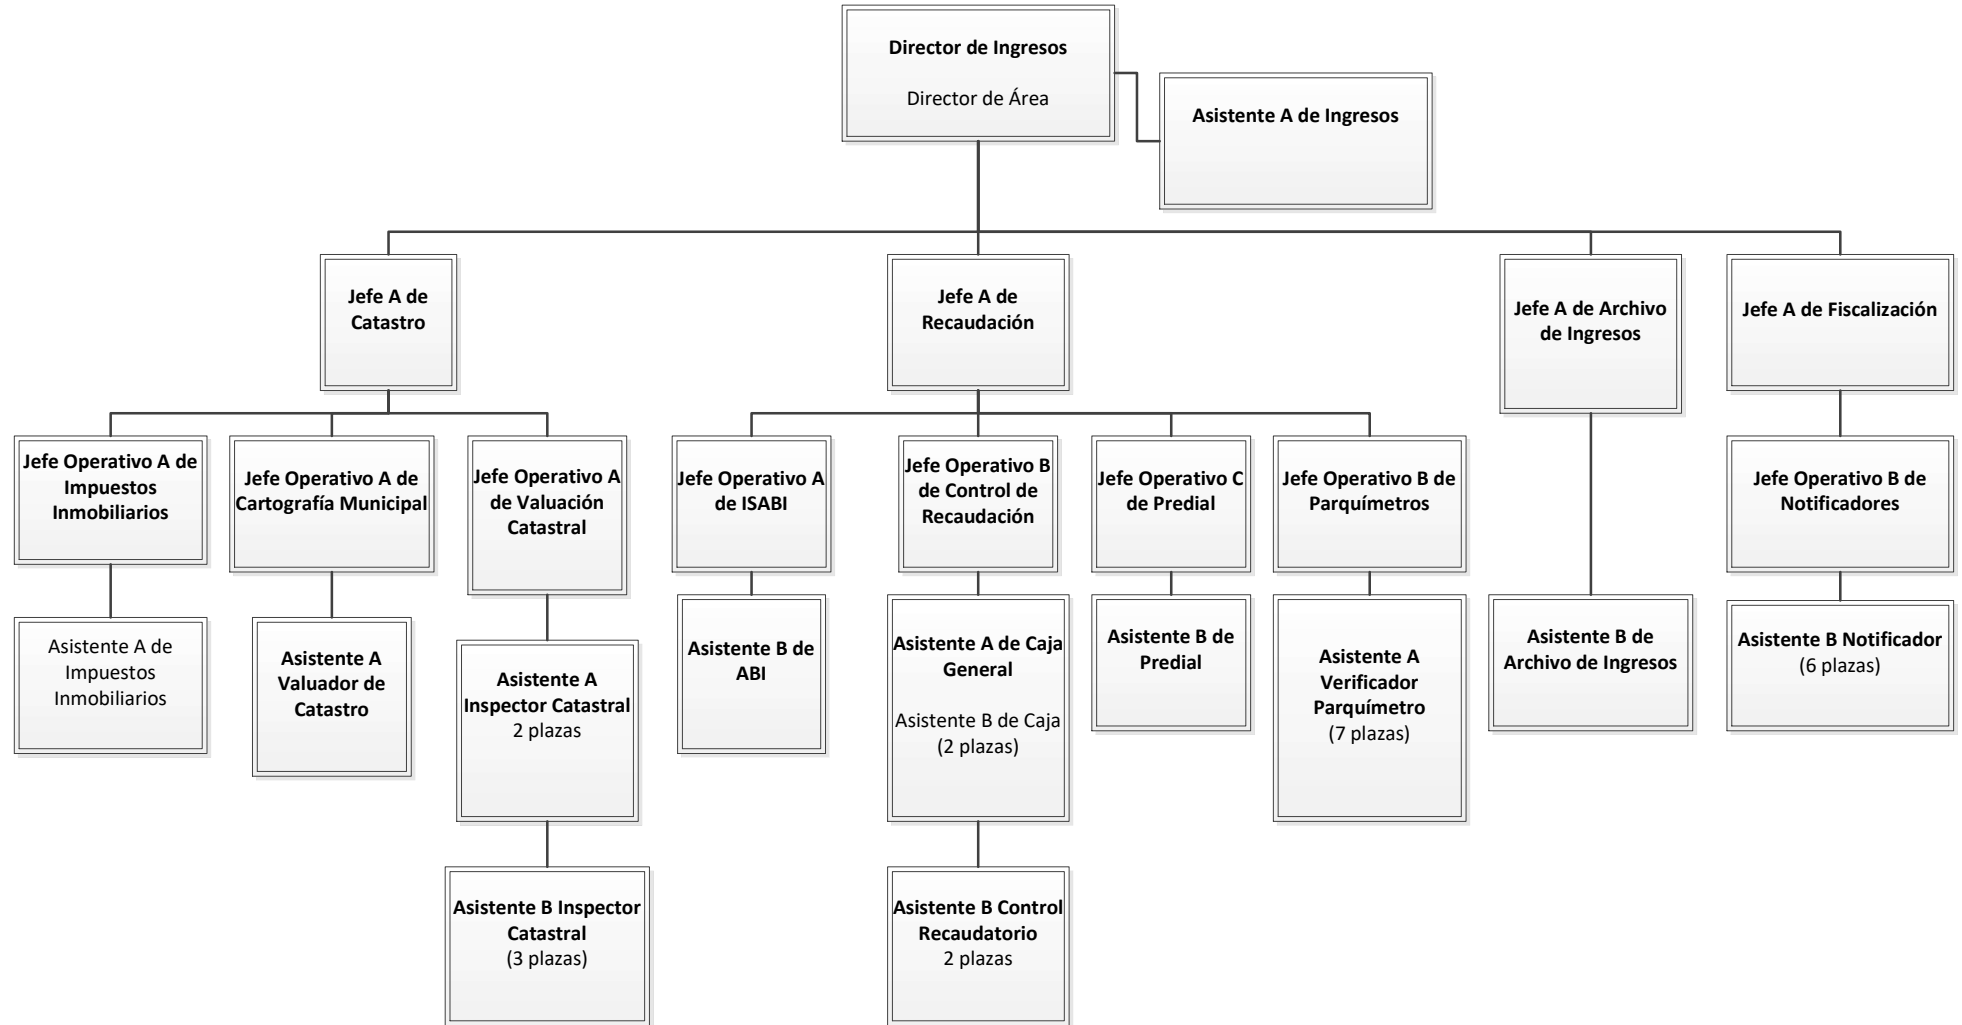 Director de Ingresos
Director de Área
Asistente A de Ingresos
Jefe A de
Catastro
Jefe A de
Recaudación
Jefe A de Archivo
de Ingresos
Jefe A de Fiscalización
Jefe Operativo A de
Impuestos
Inmobiliarios
Jefe Operativo A de
Cartografía Municipal
Jefe Operativo A
de Valuación
Catastral
Jefe Operativo A
de ISABI
Jefe Operativo B
de Control de
Recaudación
Jefe Operativo C
de Predial
Jefe Operativo B de
Parquímetros
Jefe Operativo B de
Notificadores
Asistente A de
Impuestos
Inmobiliarios
Asistente A
Valuador de
Catastro
Asistente A
Inspector Catastral
2 plazas
Asistente B de
ABI
Asistente A de Caja
General
Asistente B de Caja
(2 plazas)
Asistente B de
Predial
Asistente A
Verificador
Parquímetro
(7 plazas)
Asistente B de
Archivo de Ingresos
Asistente B Notificador
(6 plazas)
Asistente B Inspector
Catastral
(3 plazas)
Asistente B Control
Recaudatorio
2 plazas